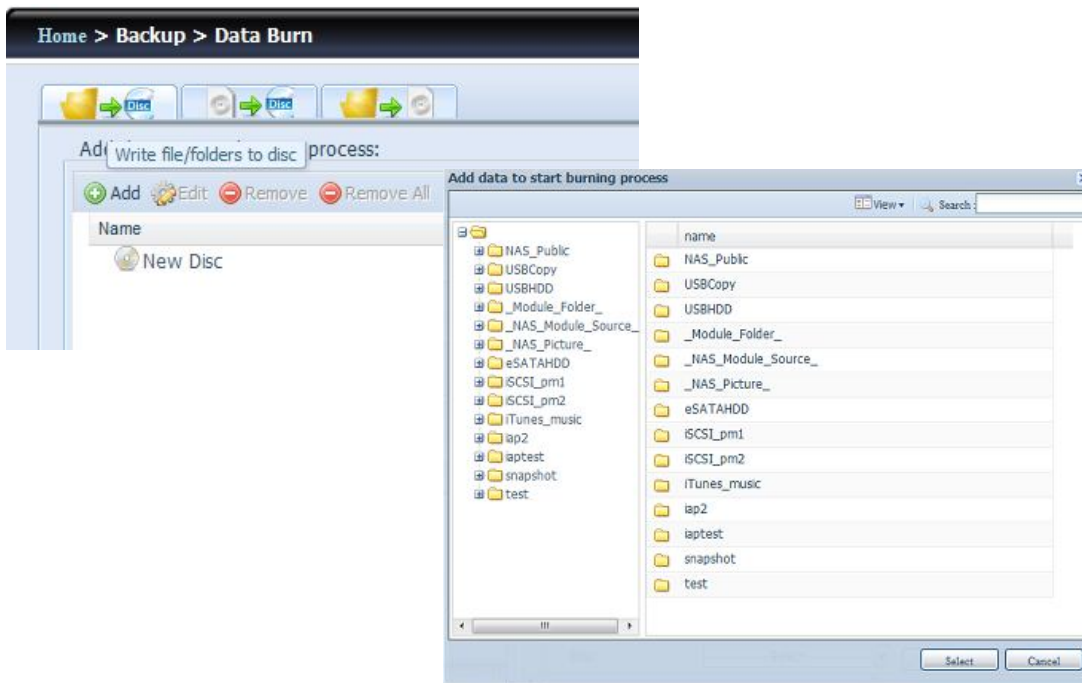 Home > Backup > Data Burn
Disc
Disc
Write file/folders to disc
process:
Add Edit Remove Remove All
Name
New Disc
Add data to start burning process
View Search:
NAS_Public
USBCopy
USBHDD
_Module_Folder_
_NAS_Module_Source_
_NAS_Picture_
eSATAHDD
iSCSI_pm1
iSCSI_pm2
iTunes_music
iap2
iaptest
snapshot
test
name
NAS_Public
USBCopy
USBHDD
_Module_Folder_
_NAS_Module_Source_
_NAS_Picture_
eSATAHDD
iSCSI_pm1
iSCSI_pm2
iTunes_music
iap2
iaptest
snapshot
test
Select Cancel